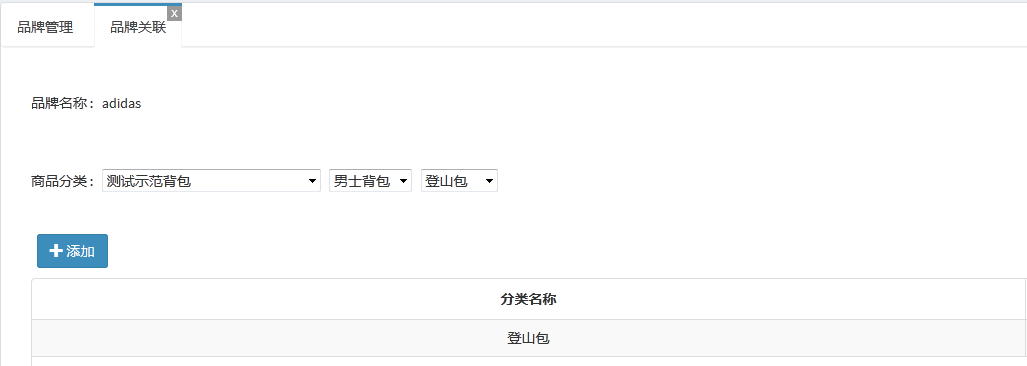 品牌管理 品牌关联 x
品牌名称：adidas
商品分类：测试示范背包 男士背包 登山包
添加
分类名称
登山包